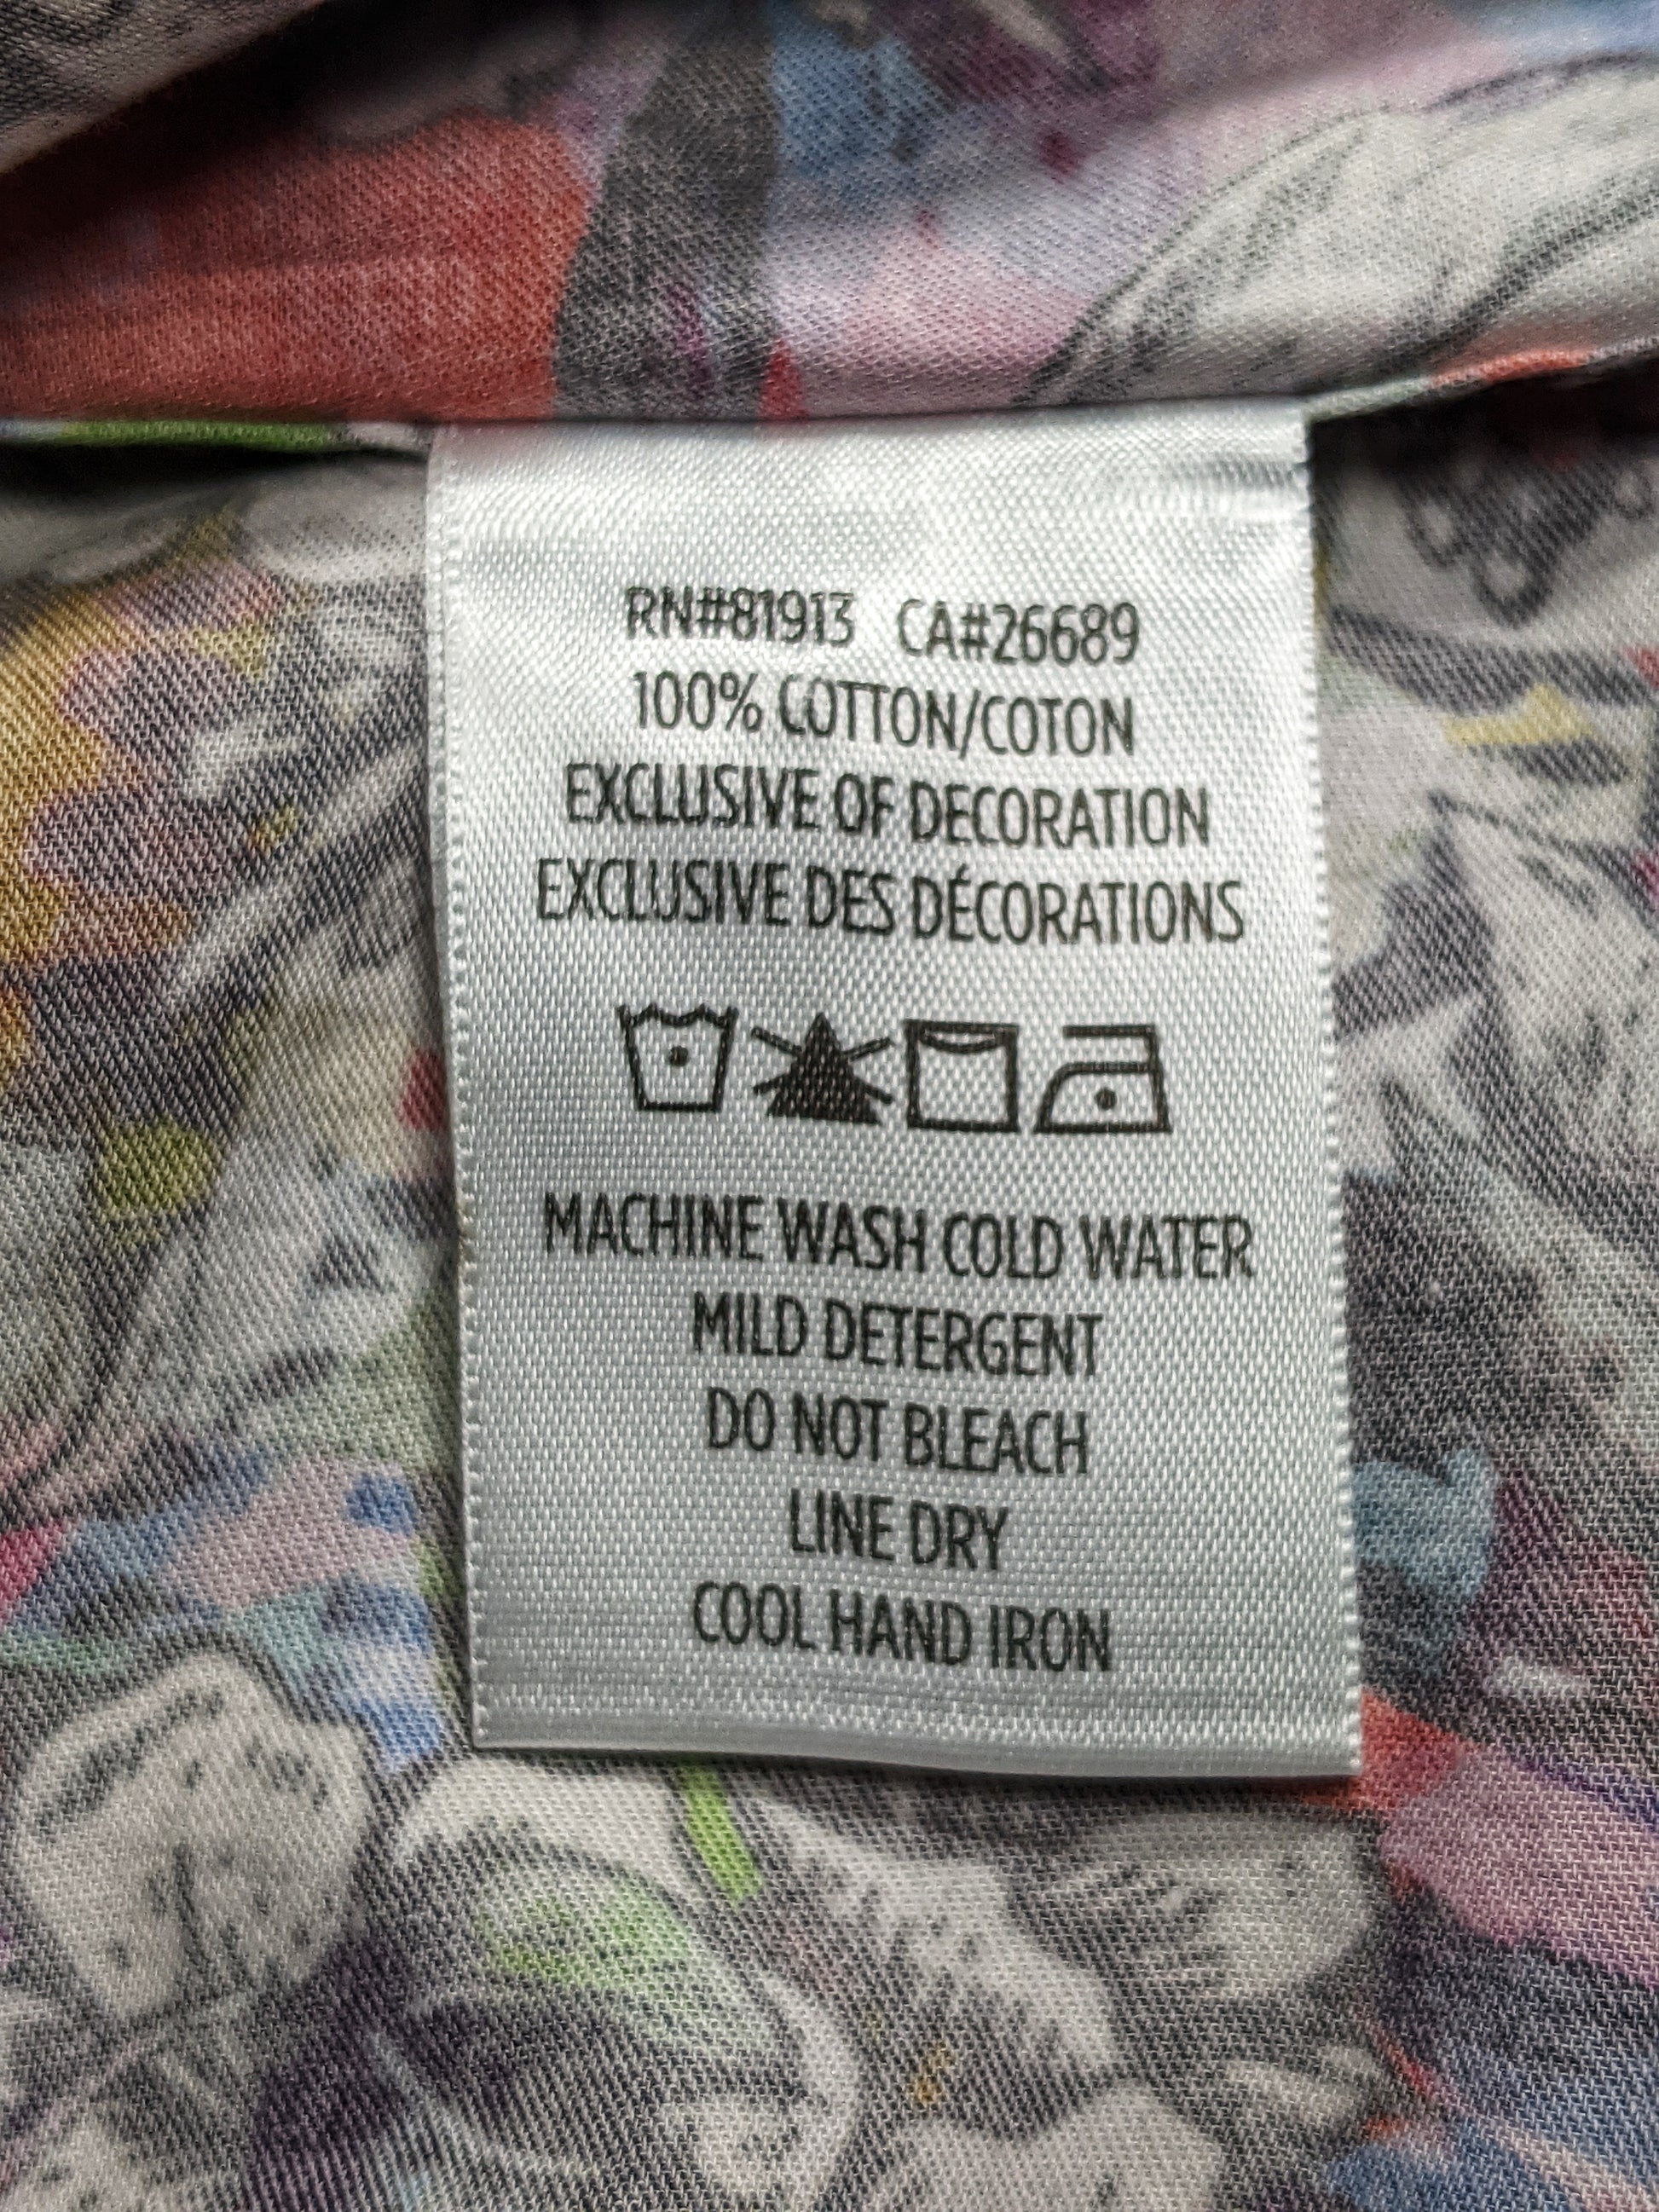 RN#81913 CA#26689
100% COTTON/COTON
EXCLUSIVE OF DECORATION
EXCLUSIVE DES DÉCORATIONS
MACHINE WASH COLD WATER
MILD DETERGENT
DO NOT BLEACH
LINE DRY
COOL HAND IRON